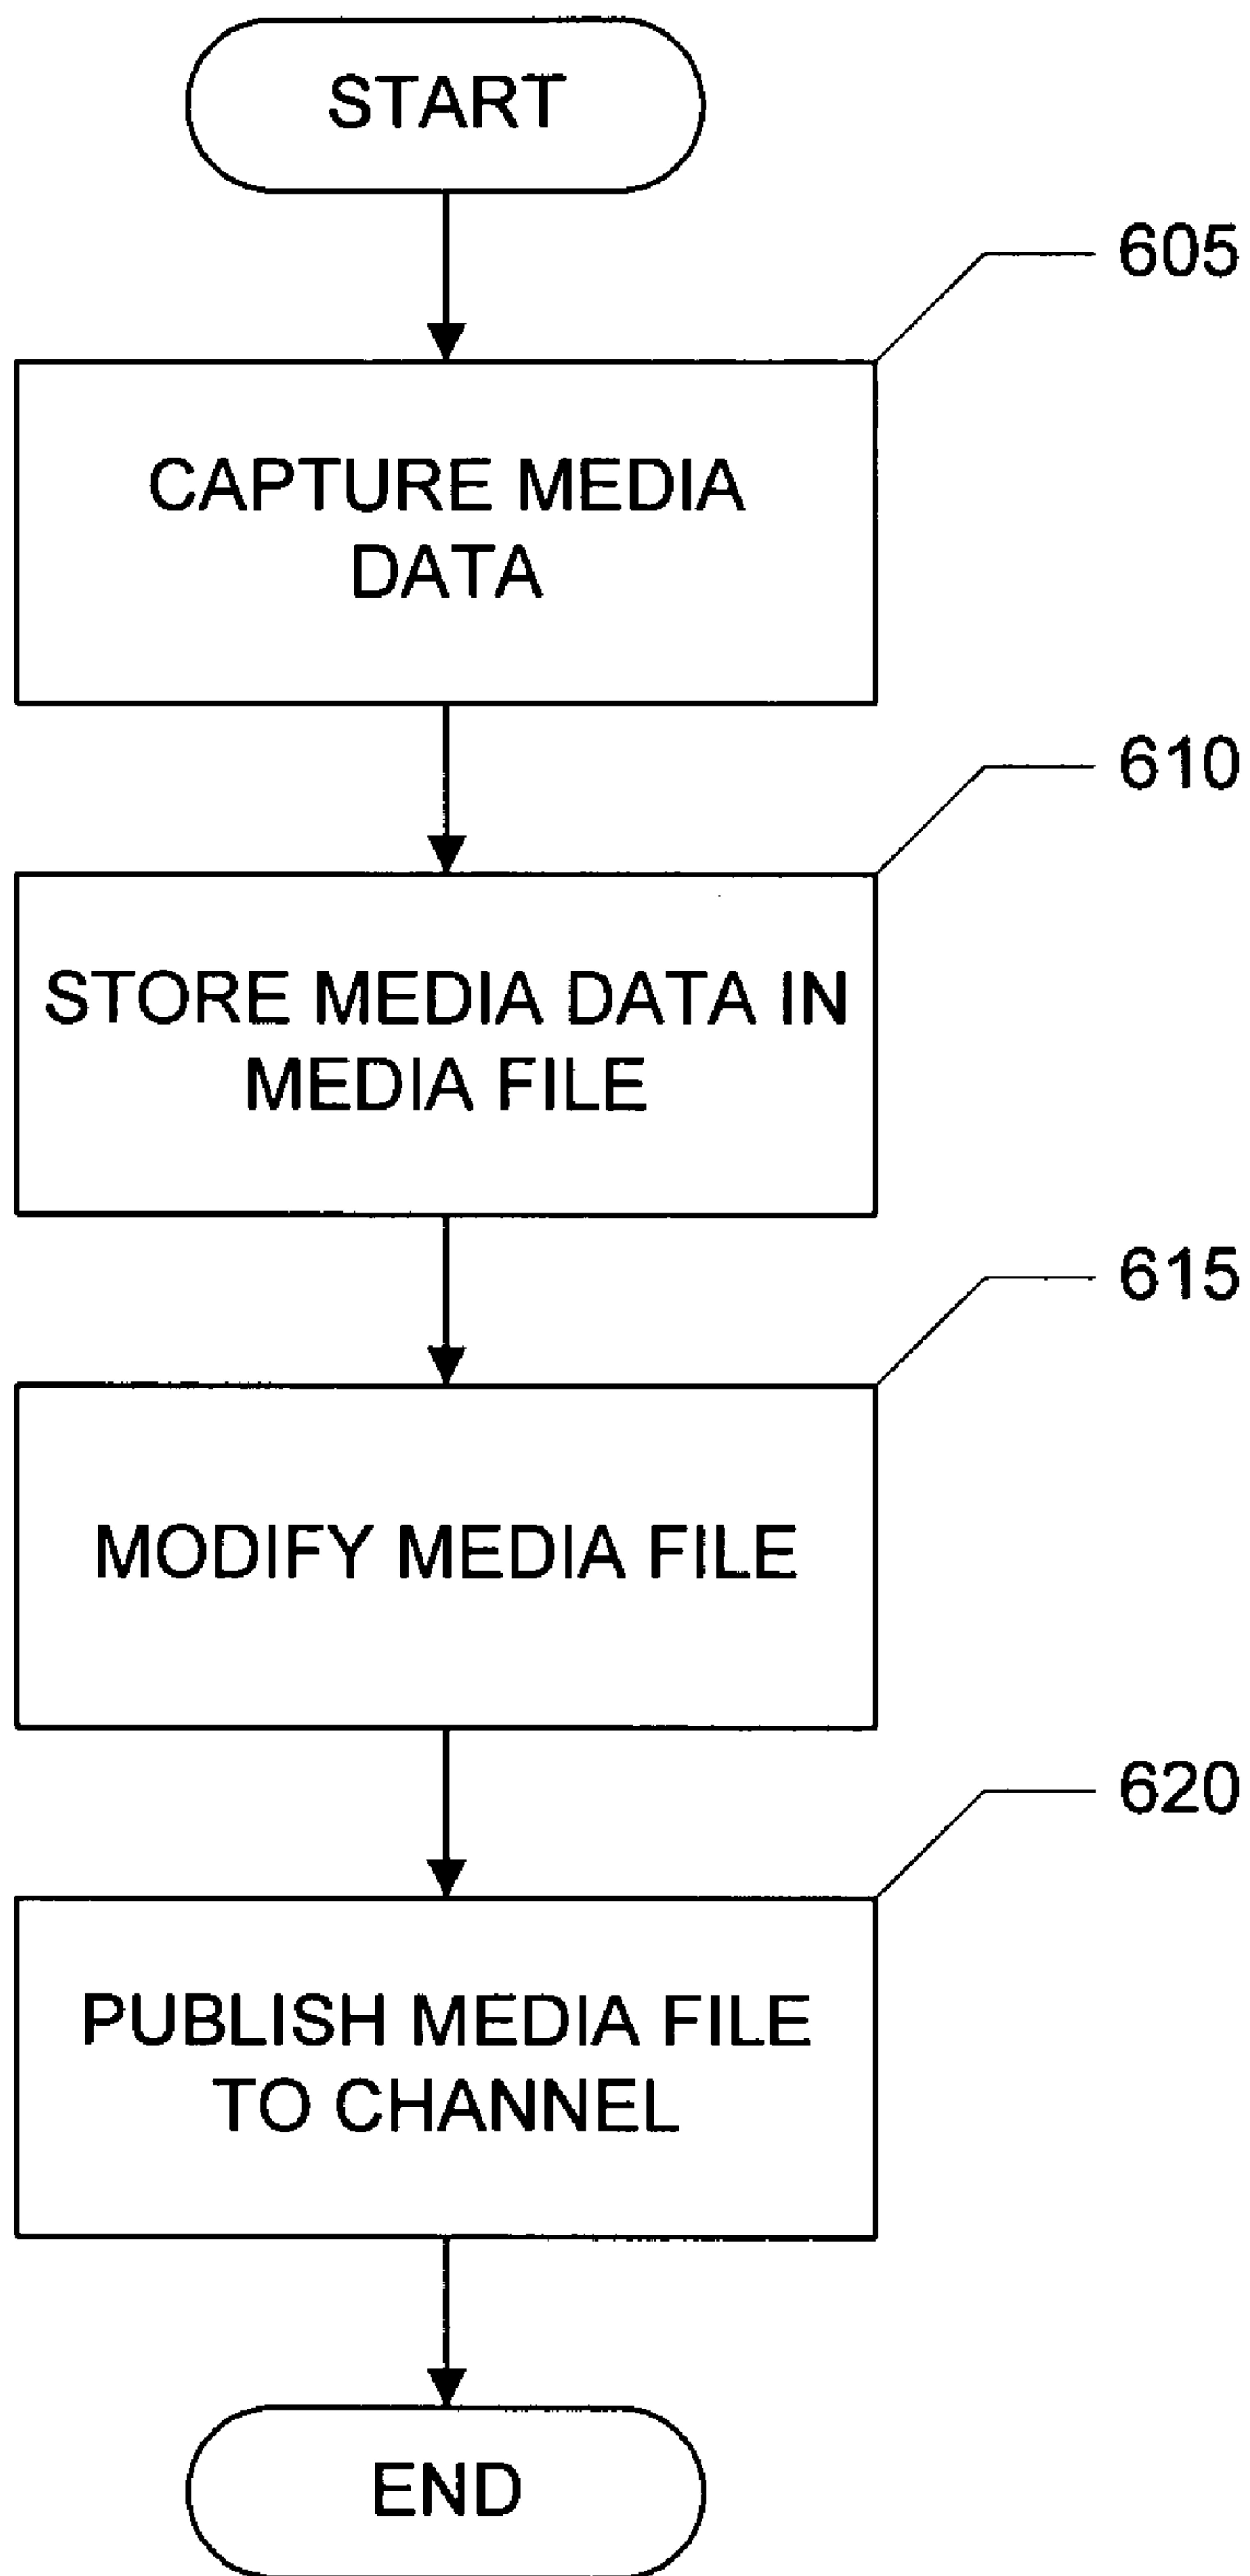 START
605
CAPTURE MEDIA
DATA
610
STORE MEDIA DATA IN
MEDIA FILE
615
MODIFY MEDIA FILE
620
PUBLISH MEDIA FILE
TO CHANNEL
END